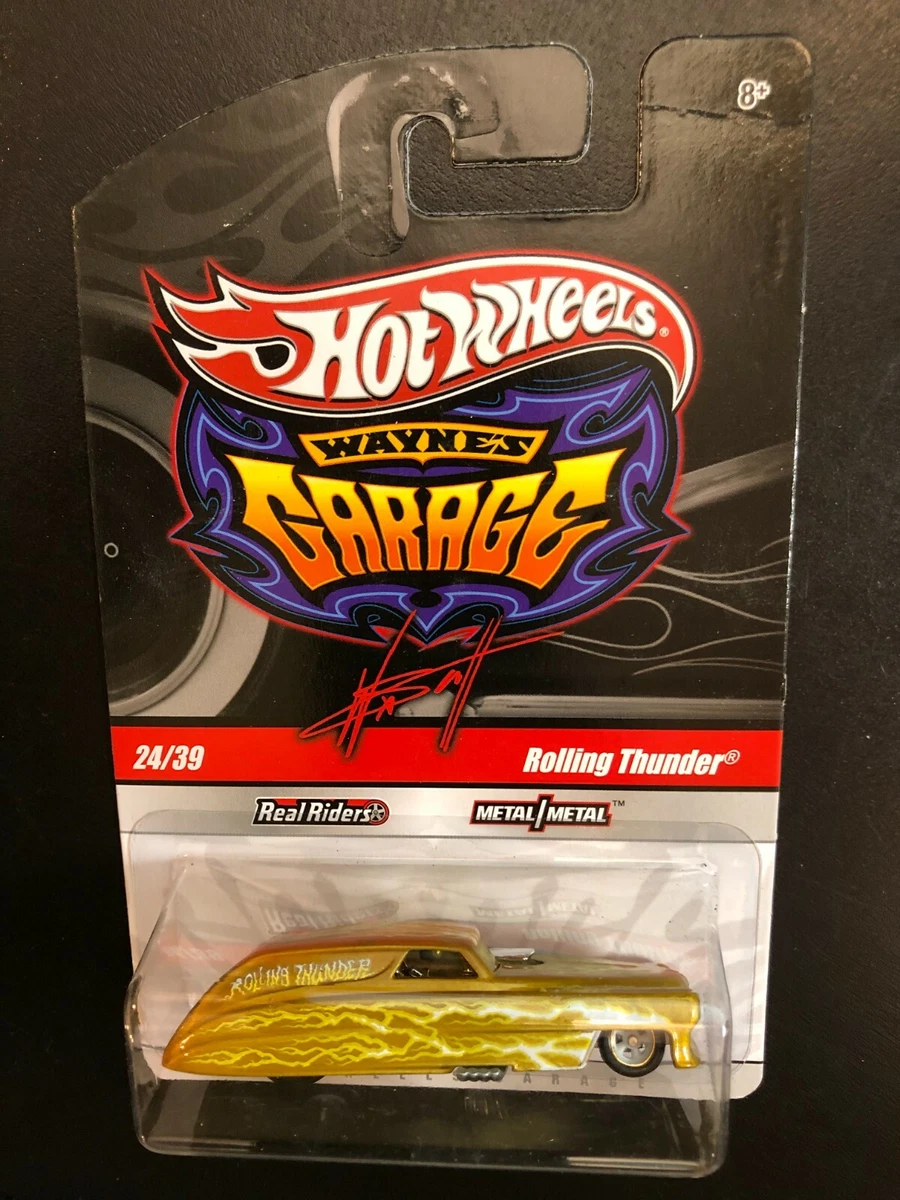 8+
HOT WHEELS®
WAYNE'S
GARAGE
24/39
Rolling Thunder®
Real Riders
METAL/METAL™
ROLLING THUNDER